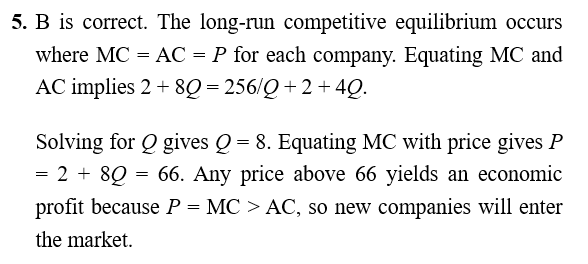 5. B is correct. The long-run competitive equilibrium occurs
where MC = AC = P for each company. Equating MC and
AC implies 2 + 8Q = 256/Q + 2 + 4Q.
Solving for Q gives Q = 8. Equating MC with price gives P
= 2 + 8Q = 66. Any price above 66 yields an economic
profit because P = MC > AC, so new companies will enter
the market.